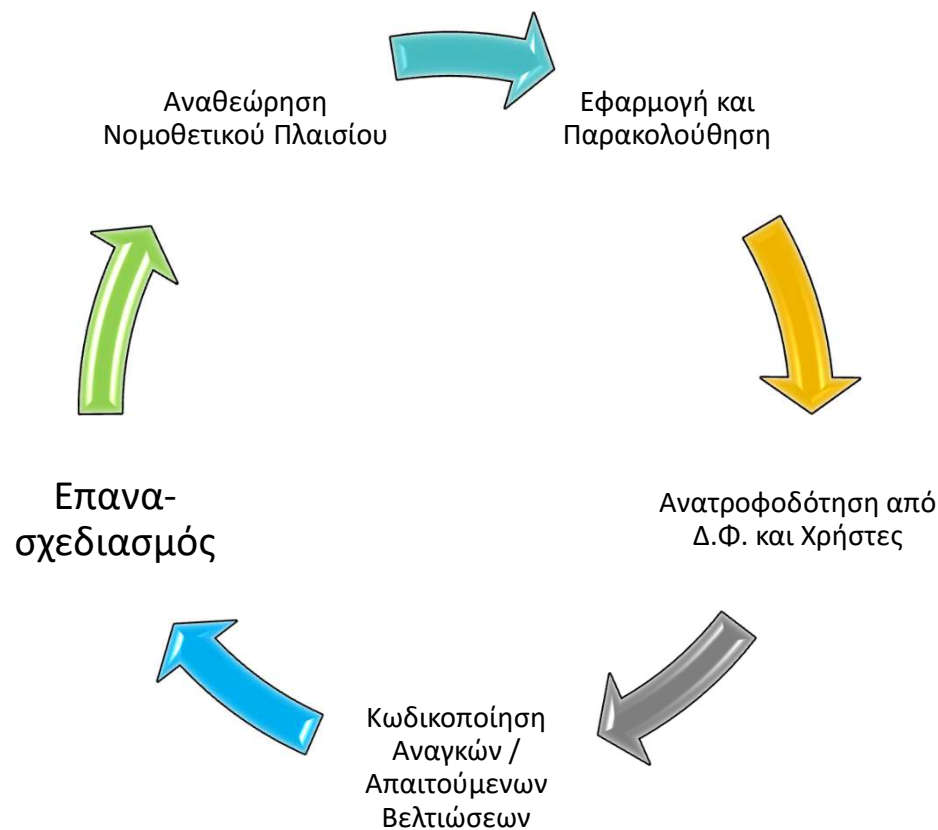 Αναθεώρηση
Νομοθετικού Πλαισίου
Εφαρμογή και
Παρακολούθηση
Ανατροφοδότηση από
Δ.Φ. και Χρήστες
Κωδικοποίηση
Αναγκών /
Απαιτούμενων
Βελτιώσεων
Επανα-
σχεδιασμός